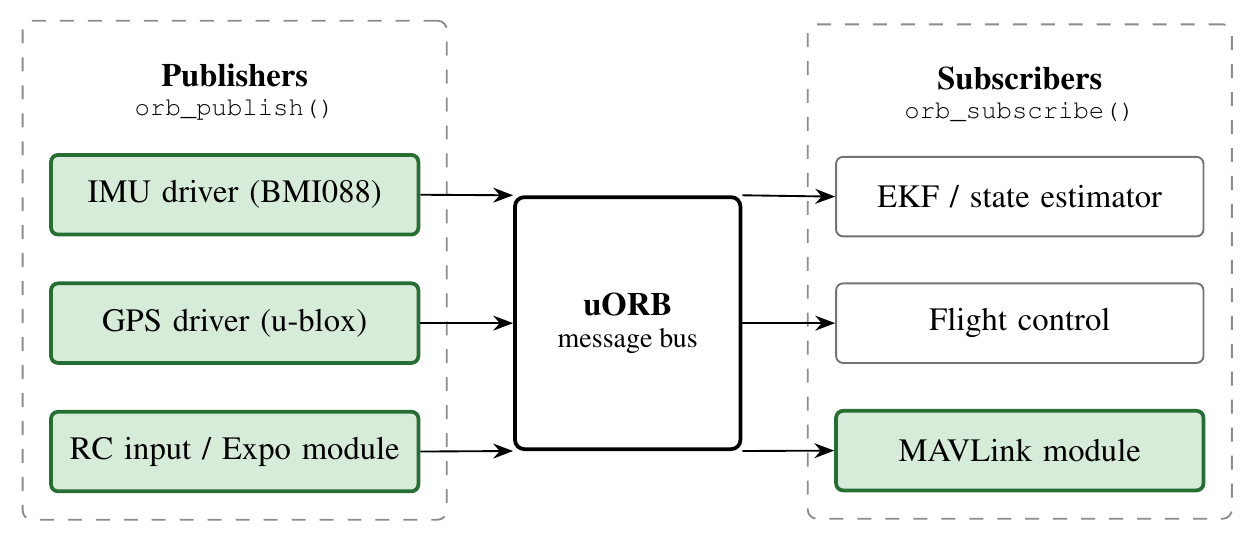 Publishers
orb_publish()
IMU driver (BMI088)
GPS driver (u-blox)
RC input / Expo module
uORB
message bus
Subscribers
orb_subscribe()
EKF / state estimator
Flight control
MAVLink module